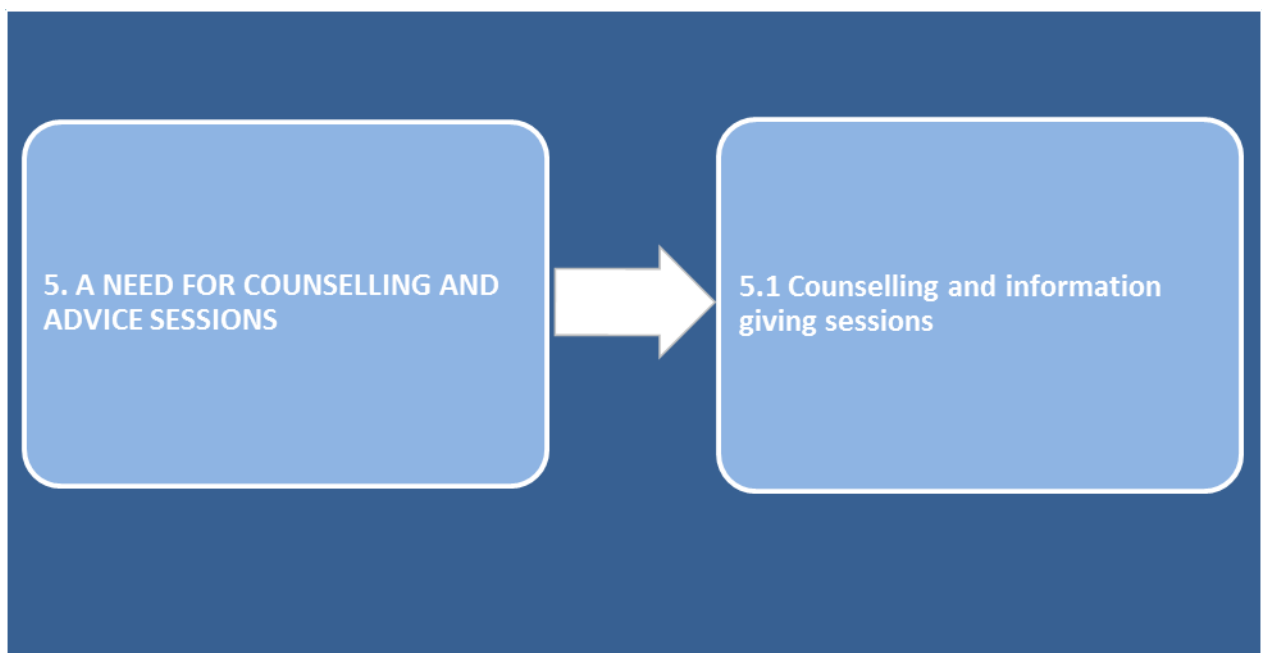 5. A NEED FOR COUNSELLING AND
ADVICE SESSIONS
5.1 Counselling and information
giving sessions